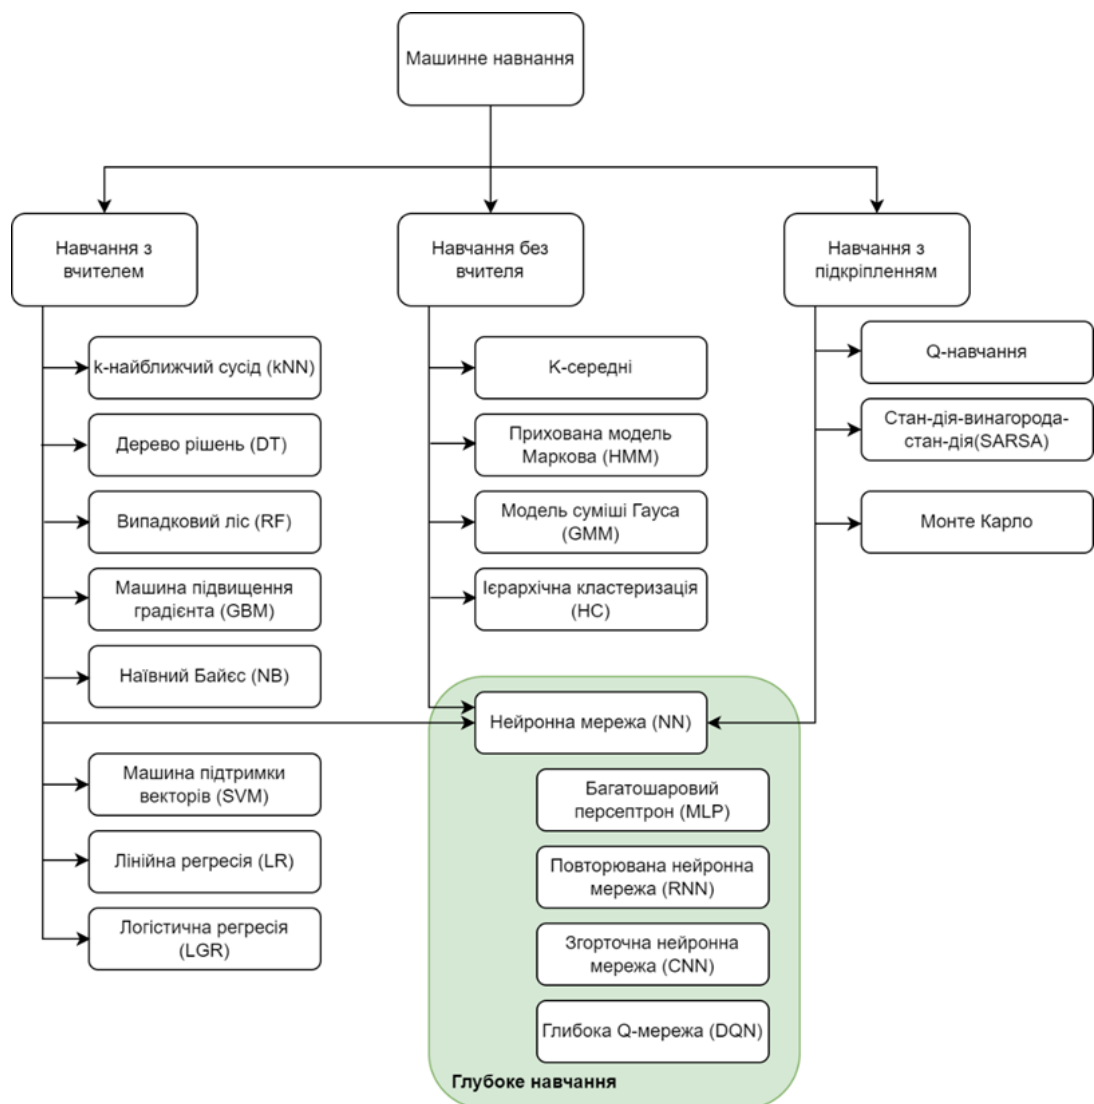 Машинне навнання
Навчання з
вчителем
Навчання без
вчителя
Навчання з
підкріпленням
k-найближчий сусід (kNN)
Дерево рішень (DT)
Випадковий ліс (RF)
Машина підвищення
градієнта (GBM)
Наївний Байєс (NB)
Машина підтримки
векторів (SVM)
Лінійна регресія (LR)
Логістична регресія
(LGR)
K-середні
Прихована модель
Маркова (HMM)
Модель суміші Гауса
(GMM)
Ієрархічна кластеризація
(HC)
Q-навчання
Стан-дія-винагорода-
стан-дія(SARSA)
Монте Карло
Нейронна мережа (NN)
Багатошаровий
персептрон (MLP)
Повторювана нейронна
мережа (RNN)
Згорточна нейронна
мережа (CNN)
Глибока Q-мережа (DQN)
Глубоке навчання